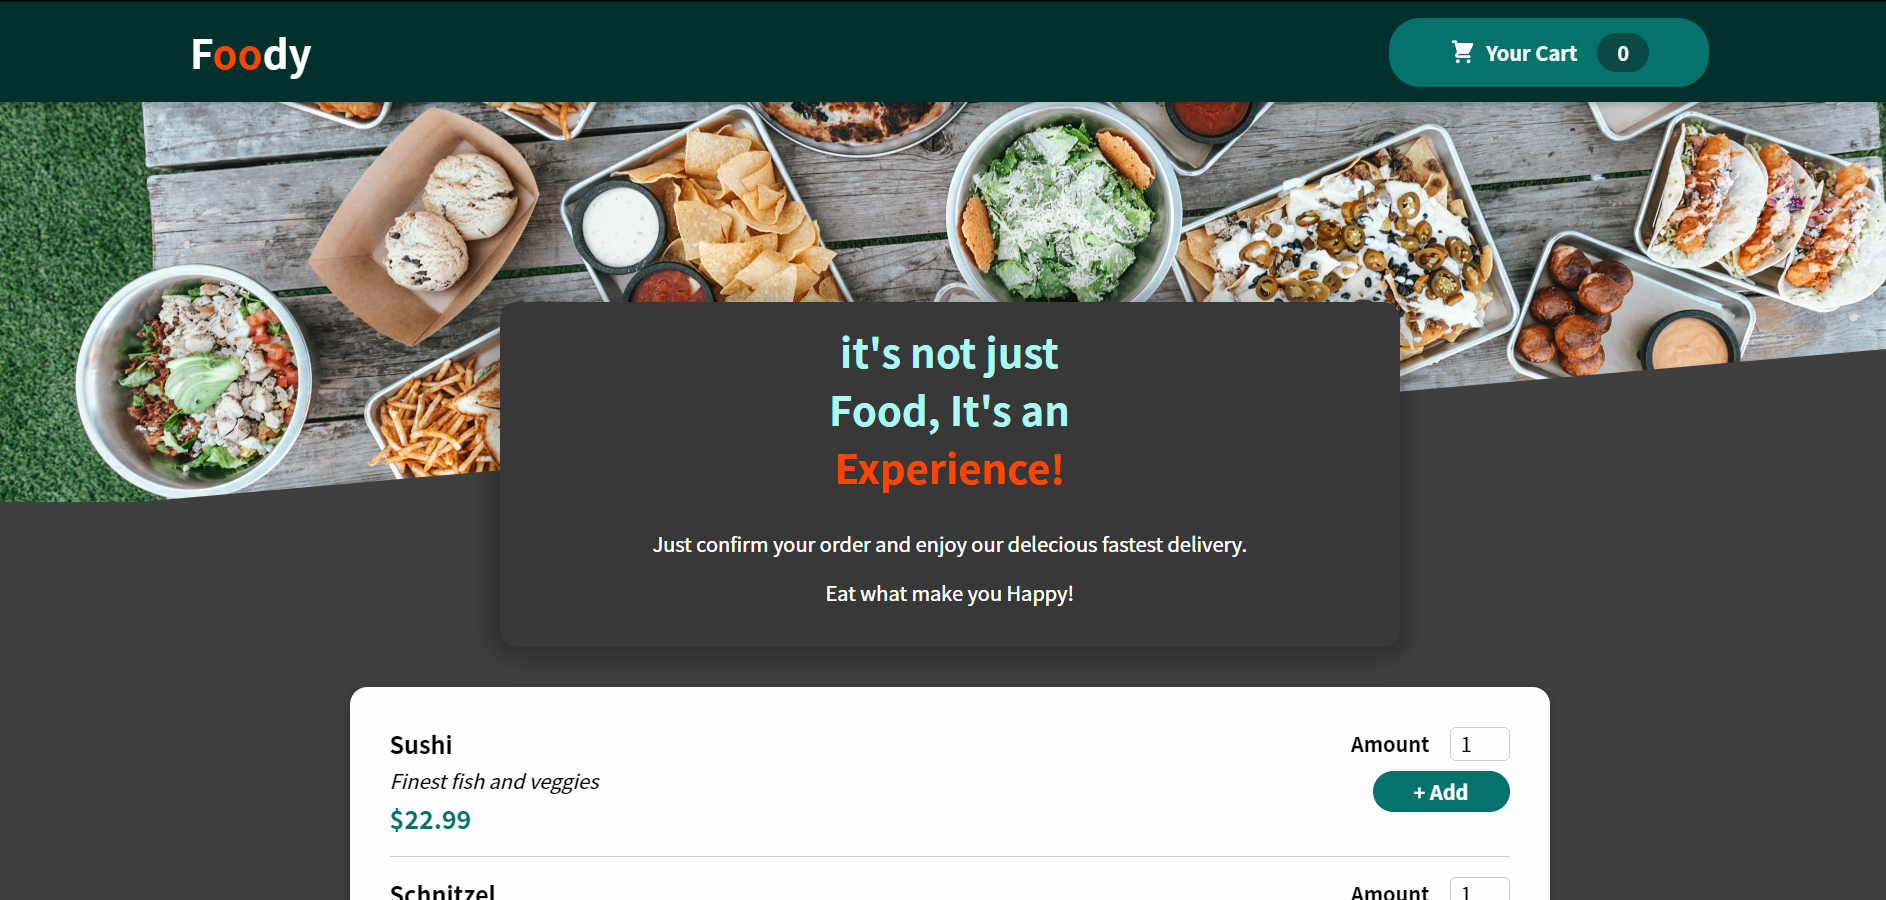 Foody
Your Cart 0
it's not just
Food, It's an
Experience!
Just confirm your order and enjoy our delecious fastest delivery.
Eat what make you Happy!
Sushi
Amount 1
Finest fish and veggies
+ Add
$22.99
Schnitzel
Amount 1